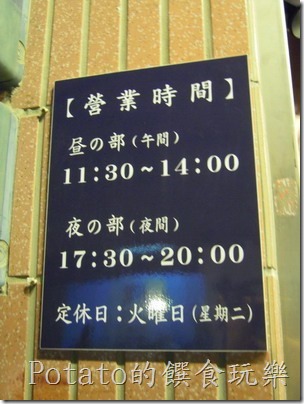 【營業時間】
昼の部(午間)
11:30~14:00
夜の部(夜間)
17:30~20:00
定休日:火曜日(星期二)
Potato的饌食玩樂